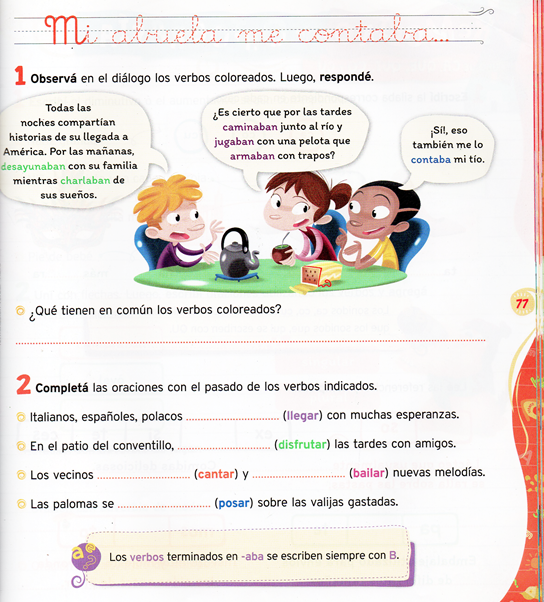 Mi abuela me contaba...
1 Observá en el diálogo los verbos coloreados. Luego, respondé.
Todas las
noches compartían
historias de su llegada a
América. Por las mañanas,
desayunaban con su familia
mientras charlaban de
sus sueños.
¿Es cierto que por las tardes
caminaban junto al río y
jugaban con una pelota que
armaban con trapos?
¡Sí!, eso
también me lo
contaba mi tío.
¿Qué tienen en común los verbos coloreados?
77
2 Completá las oraciones con el pasado de los verbos indicados.
Italianos, españoles, polacos ........................ (llegar) con muchas esperanzas.
En el patio del conventillo, ........................ (disfrutar) las tardes con amigos.
Los vecinos ........................ (cantar) y ........................ (bailar) nuevas melodías.
Las palomas se ........................ (posar) sobre las valijas gastadas.
Los verbos terminados en -aba se escriben siempre con B.